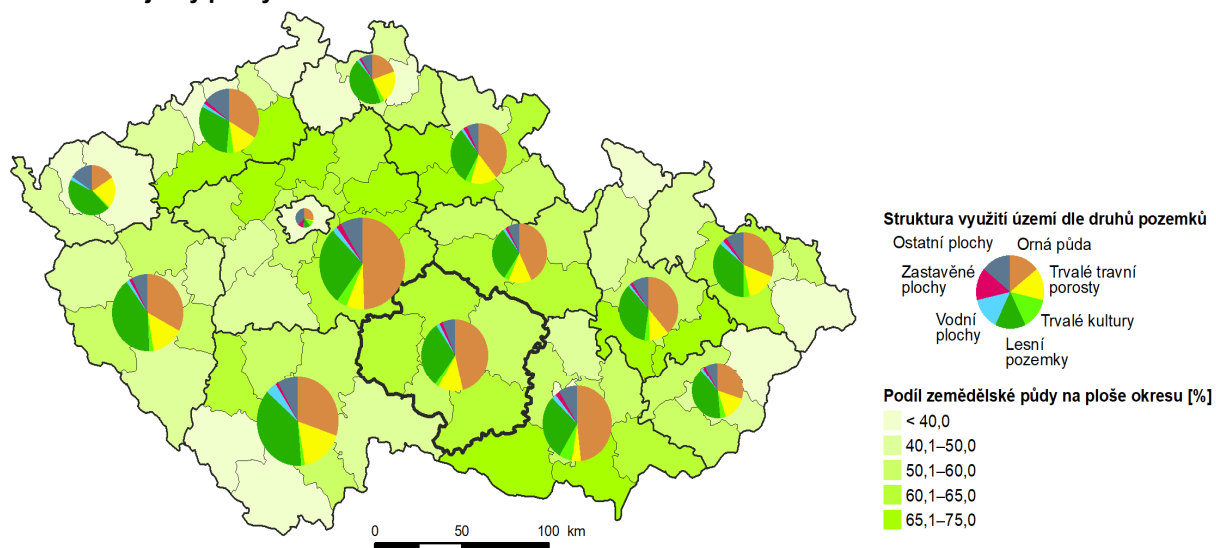 Struktura využití území dle druhů pozemků
Ostatní plochy
Orná půda
Zastavěné
plochy
Trvalé travní
porosty
Vodní
plochy
Trvalé kultury
Lesní
pozemky
Podíl zemědělské půdy na ploše okresu [%]
< 40,0
40,1–50,0
50,1–60,0
60,1–65,0
65,1–75,0
0 50 100 km